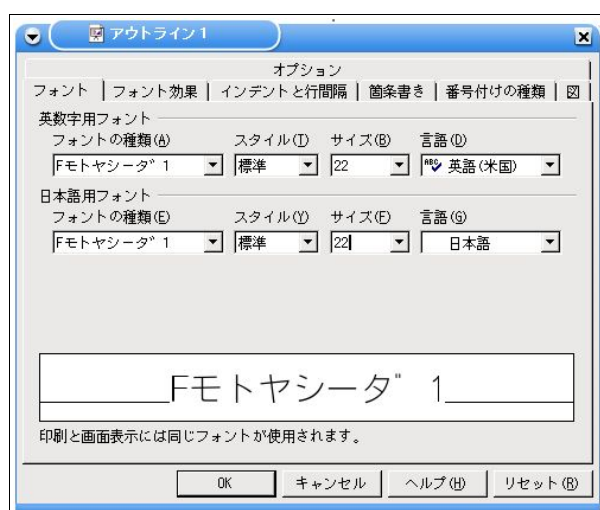 アウトライン1
オプション
フォント フォント効果 インデントと行間隔 箇条書き 番号付けの種類 図
英数字用フォント
フォントの種類(A) スタイル(T) サイズ(B) 言語(D)
Fモトヤシーダ 1 標準 22 ABC 英語(米国)
日本語用フォント
フォントの種類(E) スタイル(Y) サイズ(F) 言語(G)
Fモトヤシーダ 1 標準 22 日本語
Fモトヤシーダ 1
印刷と画面表示には同じフォントが使用されます。
OK キャンセル ヘルプ(H) リセット(R)